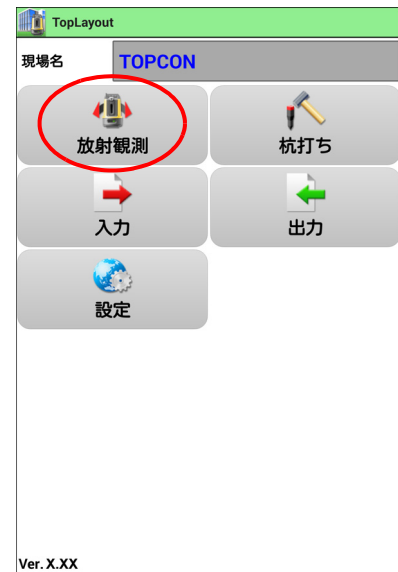 TopLayout
現場名 TOPCON
放射観測 杭打ち
入力 出力
設定
Ver. X.XX